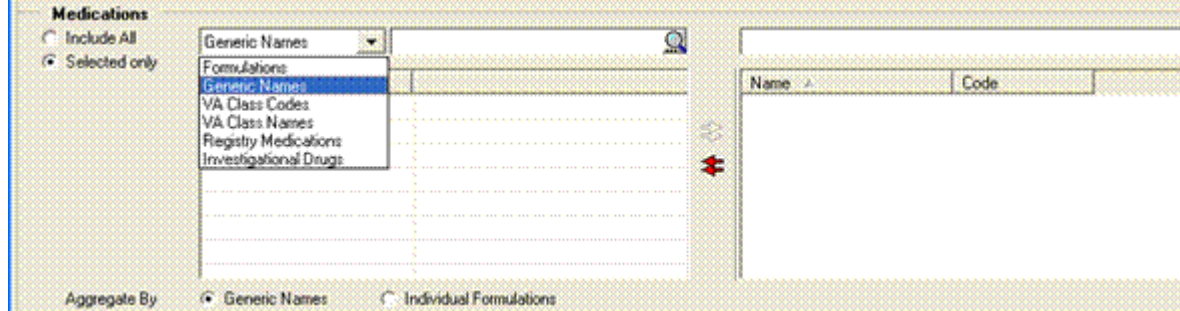 Medications
Include All
Generic Names
Selected only
Formulations
Generic Names
VA Class Codes
VA Class Names
Registry Medications
Investigational Drugs
Name Code
Aggregate By Generic Names Individual Formulations